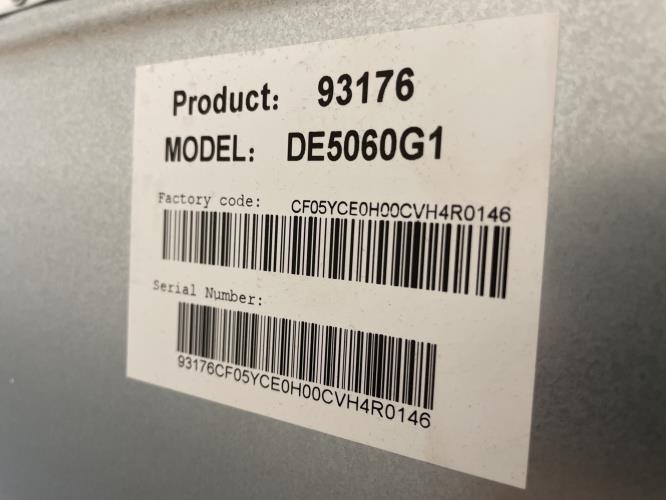 Product: 93176
MODEL: DE5060G1
Factory code: CF05YCE0H00CVH4R0146
Serial Number:
93176CF05YCE0H00CVH4R0146